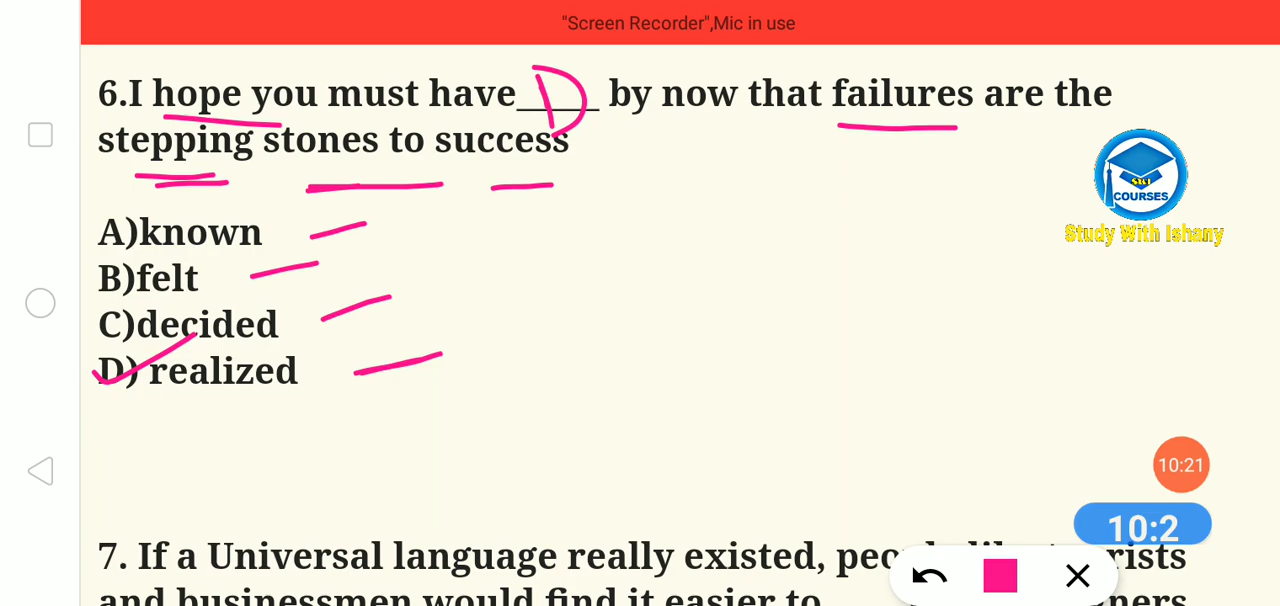 "Screen Recorder",Mic in use
6.I hope you must have_____ by now that failures are the
D
stepping stones to success
COURSES
Study With Ishany
A)known
B)felt
C)decided
D) realized
10:21
10:2
7. If a Universal language really existed,
and businessmen would find it easier to